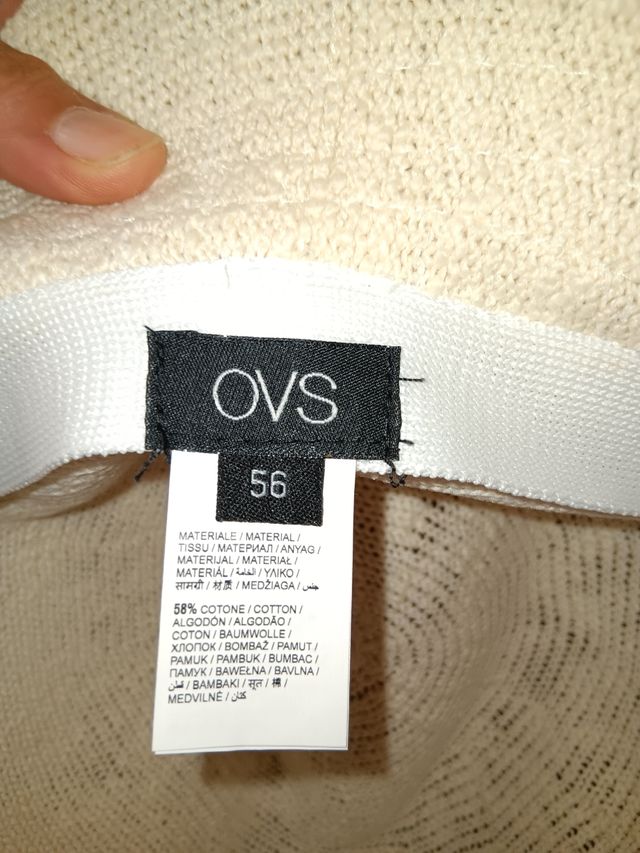 OVS
56
MATERIALE / MATERIAL /
TISSU / МАТЕРИАЛ / ANYAG /
MATERIJAL / MATERIAŁ /
MATERIÁL / الخامة / ΥΛΙΚΟ /
सामग्री / 材质 / MEDŽIAGA / جنس
58% COTONE / COTTON /
ALGODÓN / ALGODÃO /
COTON / BAUMWOLLE /
ХЛОПОК / BOMBAŽ / PAMUT /
PAMUK / PAMBUK / BUMBAC /
ПАМУК / BAWEŁNA / BAVLNA /
قطن / BAMBAKI / सूत / 棉 /
MEDVILNĖ / كتان